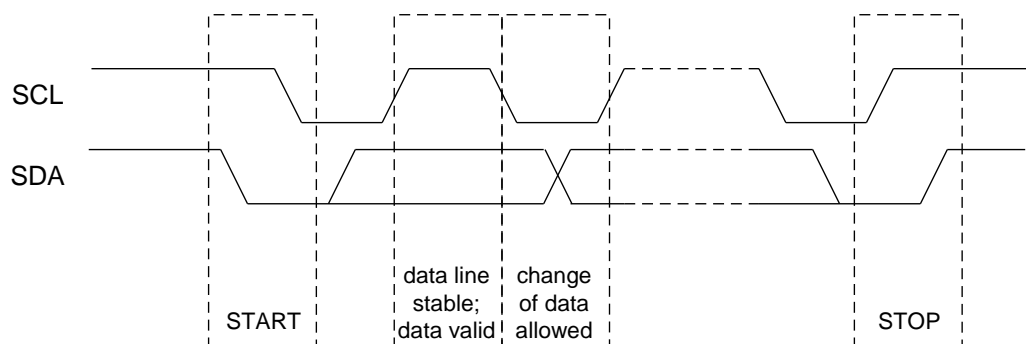 SCL
SDA
START
data line
stable;
data valid
change
of data
allowed
STOP